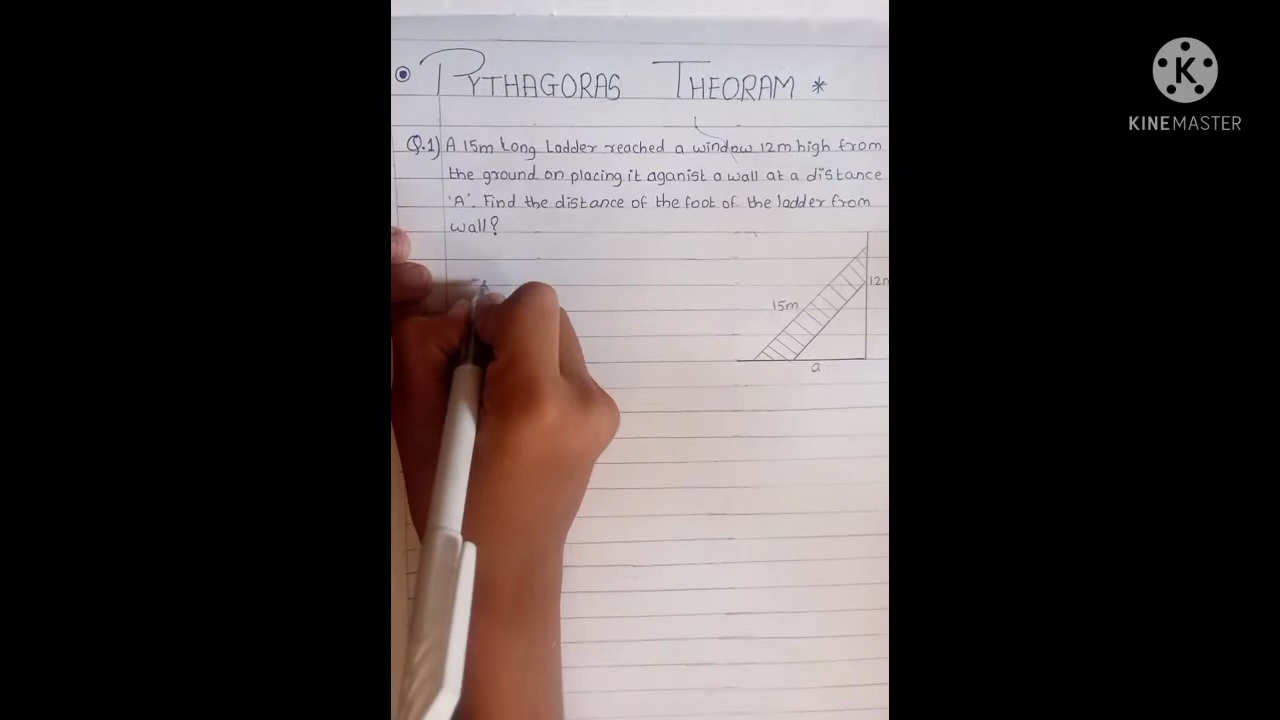 PYTHAGORAS THEORAM *
Q.1) A 15m Long Ladder reached a window 12m high from
the ground on placing it aganist a wall at a distance
'A'. Find the distance of the foot of the ladder from
wall?
12m
15m
a
K
KINEMASTER